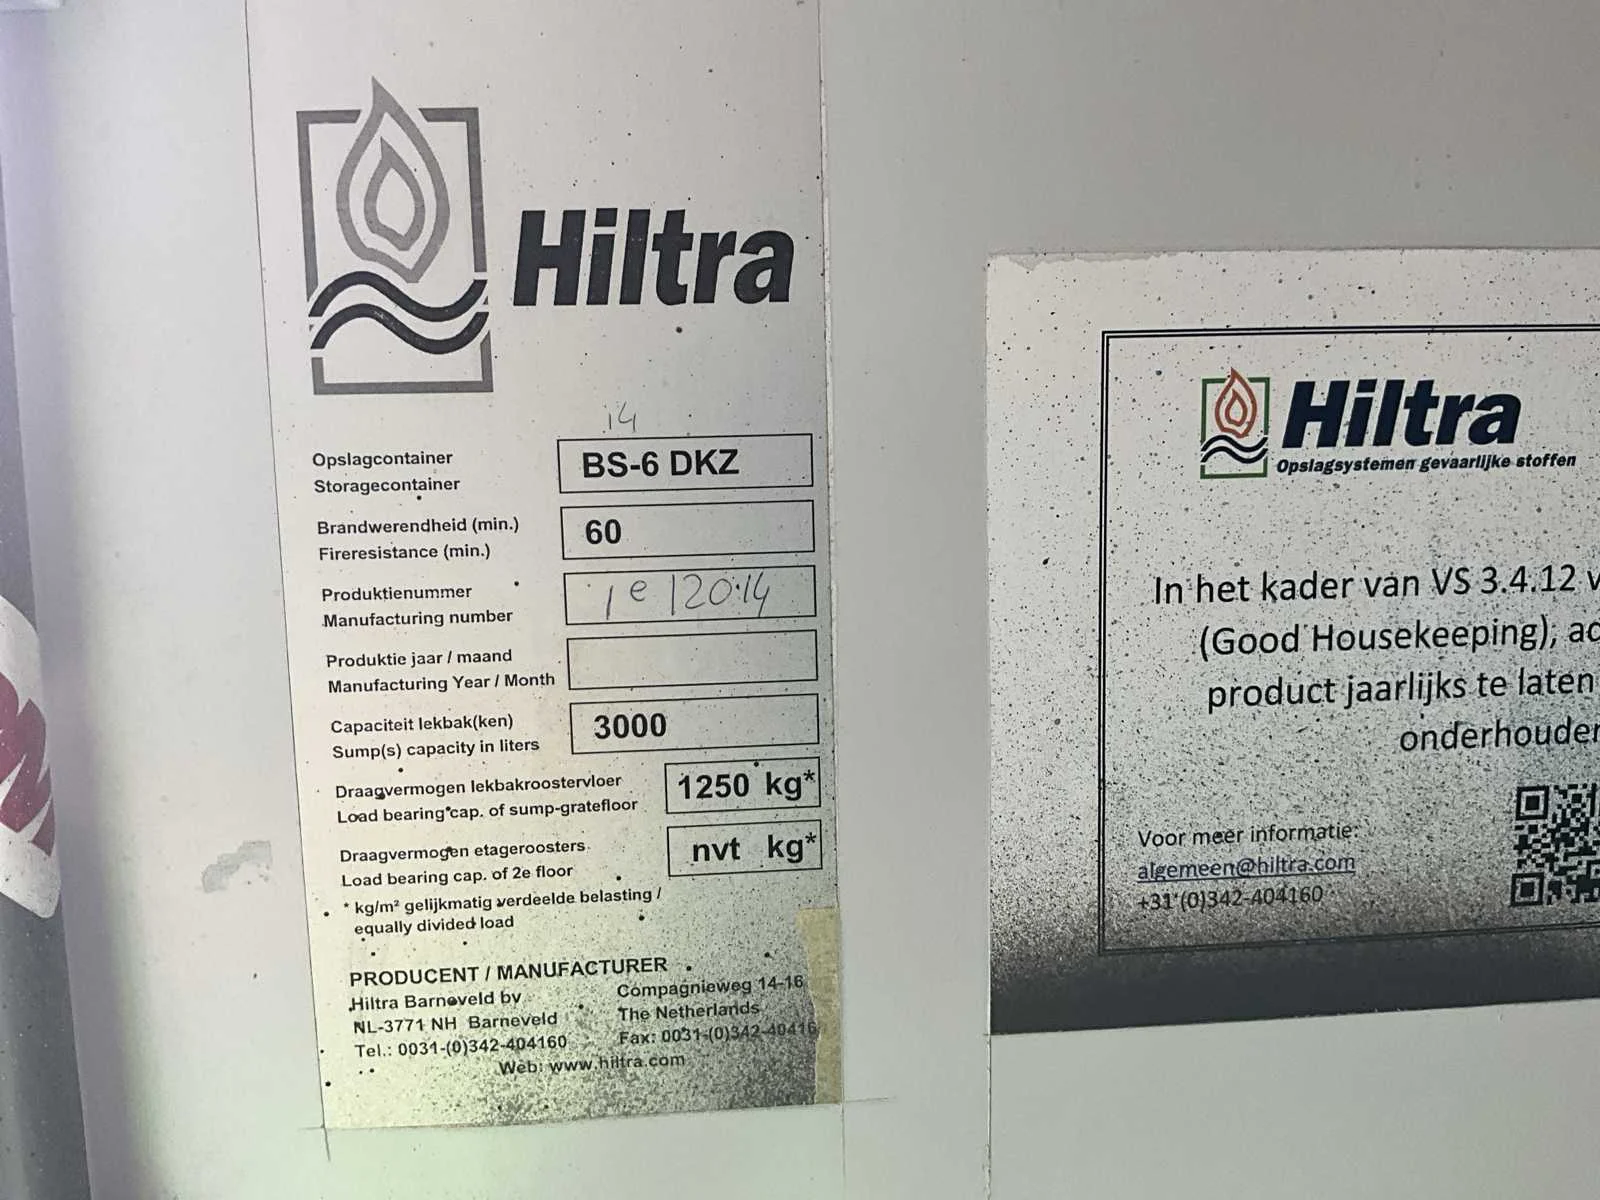 Hiltra
14
Opslagcontainer
Storagecontainer
BS-6 DKZ
Brandwerendheid (min.)
Fireresistance (min.)
60
Produktienummer
Manufacturing number
Produktie jaar / maand
Manufacturing Year / Month
Capaciteit lekbak(ken)
Sump(s) capacity in liters
3000
Draagvermogen lekbakroostervloer
Load bearing cap. of sump-gratefloor
1250 kg*
Draagvermogen etageroosters
Load bearing cap. of 2e floor
nvt kg*
* kg/m² gelijkmatig verdeelde belasting /
equally divided load
PRODUCENT / MANUFACTURER
Hiltra Barneveld bv
Compagnieweg 14-16
NL-3771 NH Barneveld
The Netherlands
Tel.: 0031-(0)342-404160
Fax: 0031-(0)342-40416
Web: www.hiltra.com
Hiltra
Opslagsystemen gevaarlijke stoffen
In het kader van VS 3.4.12
(Good Housekeeping),
product jaarlijks te laten
onderhouden
Voor meer informatie:
algemeen@hiltra.com
+31 (0)342-404160